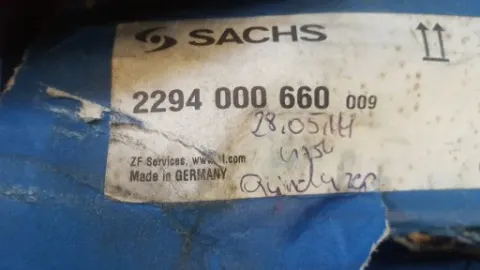 SACHS
2294 000 660 009
28.05.14
ZF Services, www.
Made in GERMANY